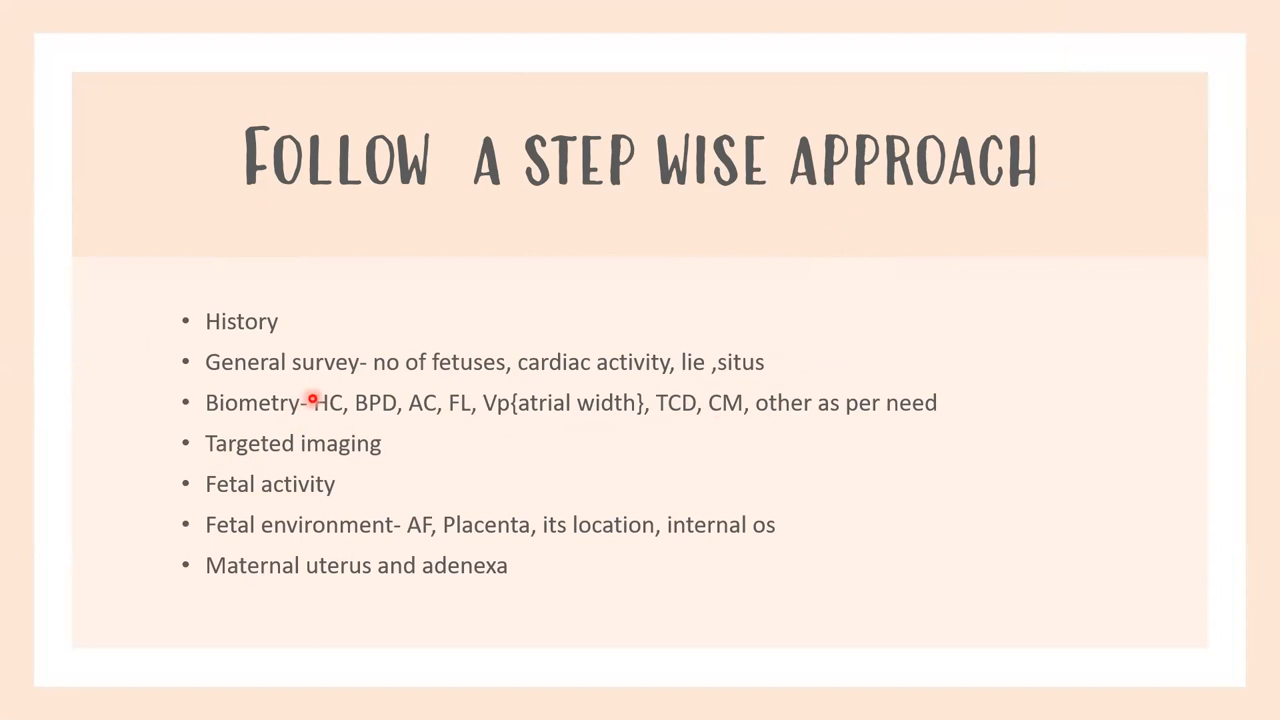 FOLLOW A STEP WISE APPROACH
• History
• General survey- no of fetuses, cardiac activity, lie ,situs
• Biometry- HC, BPD, AC, FL, Vp{atrial width}, TCD, CM, other as per need
• Targeted imaging
• Fetal activity
• Fetal environment- AF, Placenta, its location, internal os
• Maternal uterus and adenexa